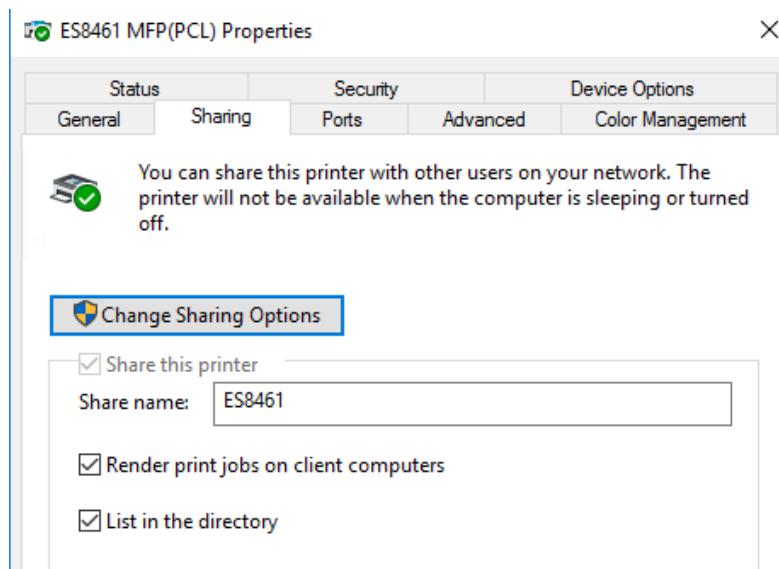 ES8461 MFP(PCL) Properties
Status Security Device Options
General Sharing Ports Advanced Color Management
You can share this printer with other users on your network. The
printer will not be available when the computer is sleeping or turned
off.
Change Sharing Options
Share this printer
Share name: ES8461
Render print jobs on client computers
List in the directory